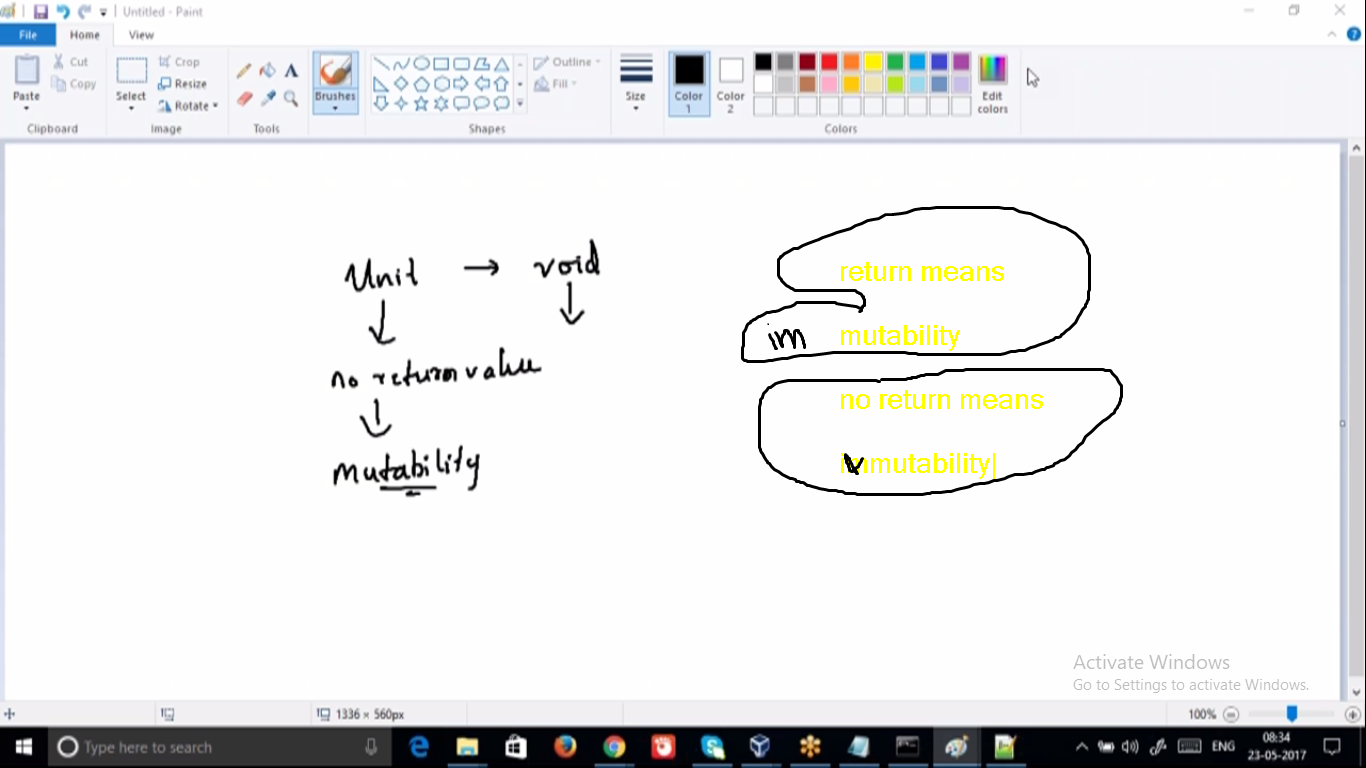 Untitled - Paint
File Home View
Paste Cut Copy Select Crop Resize Rotate Brushes Outline Fill Size Color 1 Color 2 Edit colors
Clipboard Image Tools Shapes Colors
Unit → void
return means
im mutability
no return value
no return means
mutability
immutability
Activate Windows
Go to Settings to activate Windows.
1336 × 560px 100%
Type here to search ENG 08:34 23-05-2017